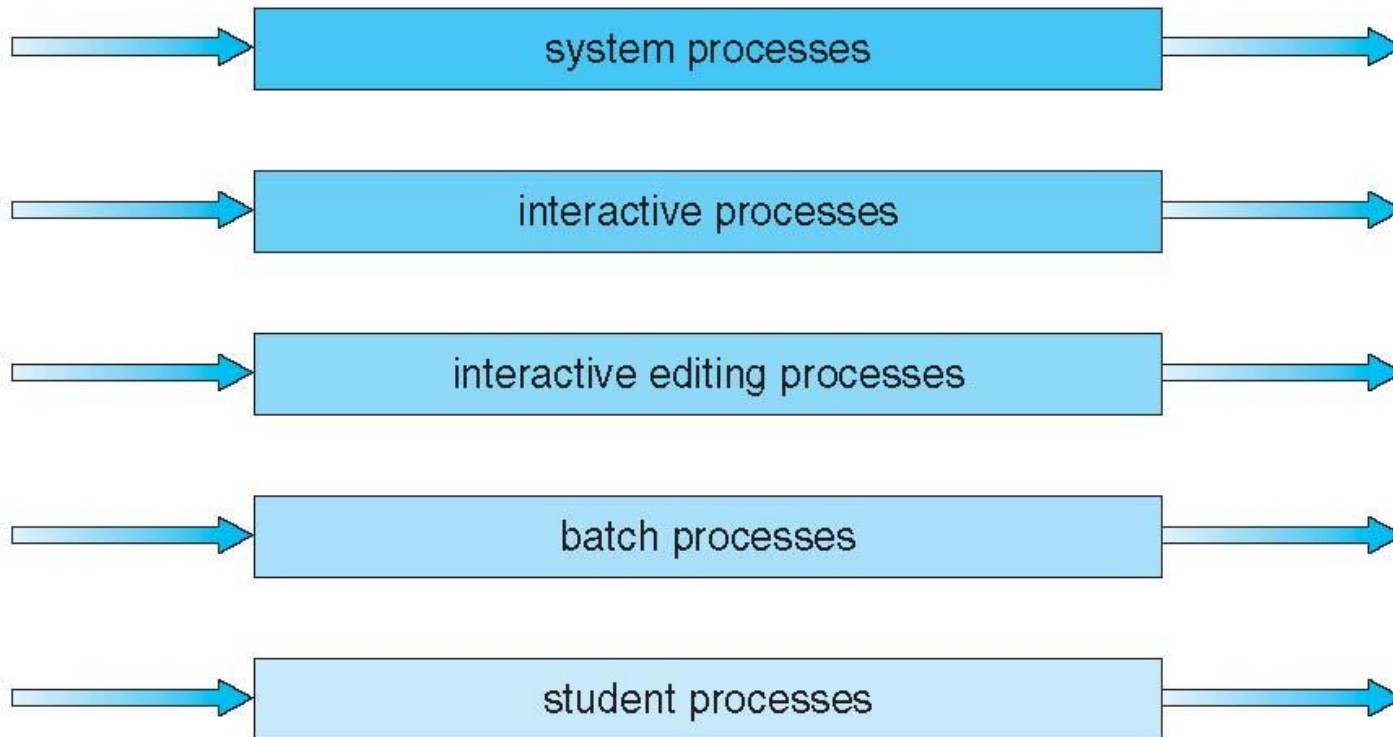 system processes
interactive processes
interactive editing processes
batch processes
student processes